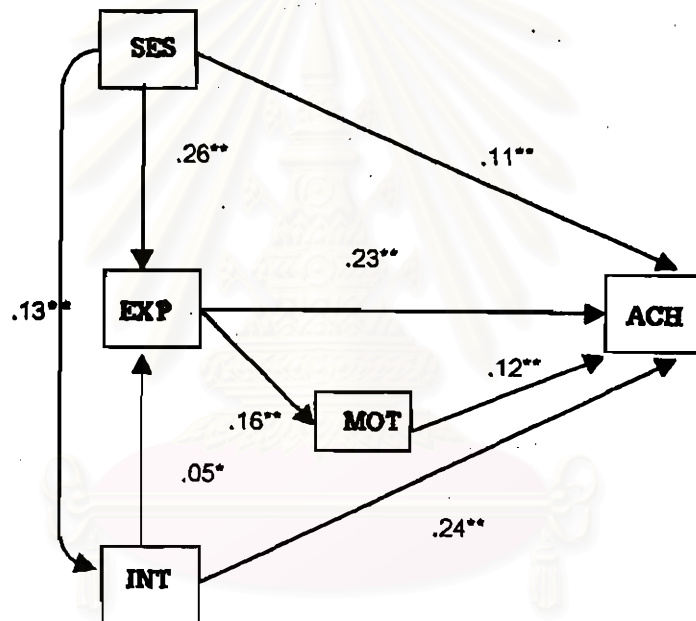 SES
.26**
.11**
.23**
.13**
EXP
ACH
.12**
.16**
MOT
.05*
.24**
INT